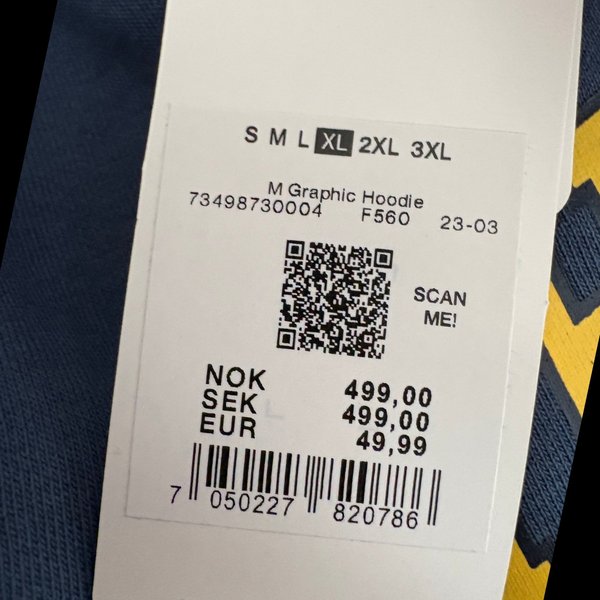 S M L XL 2XL 3XL
M Graphic Hoodie
73498730004 F560 23-03
SCAN
ME!
NOK 499,00
SEK 499,00
EUR 49,99
7 050227 820786